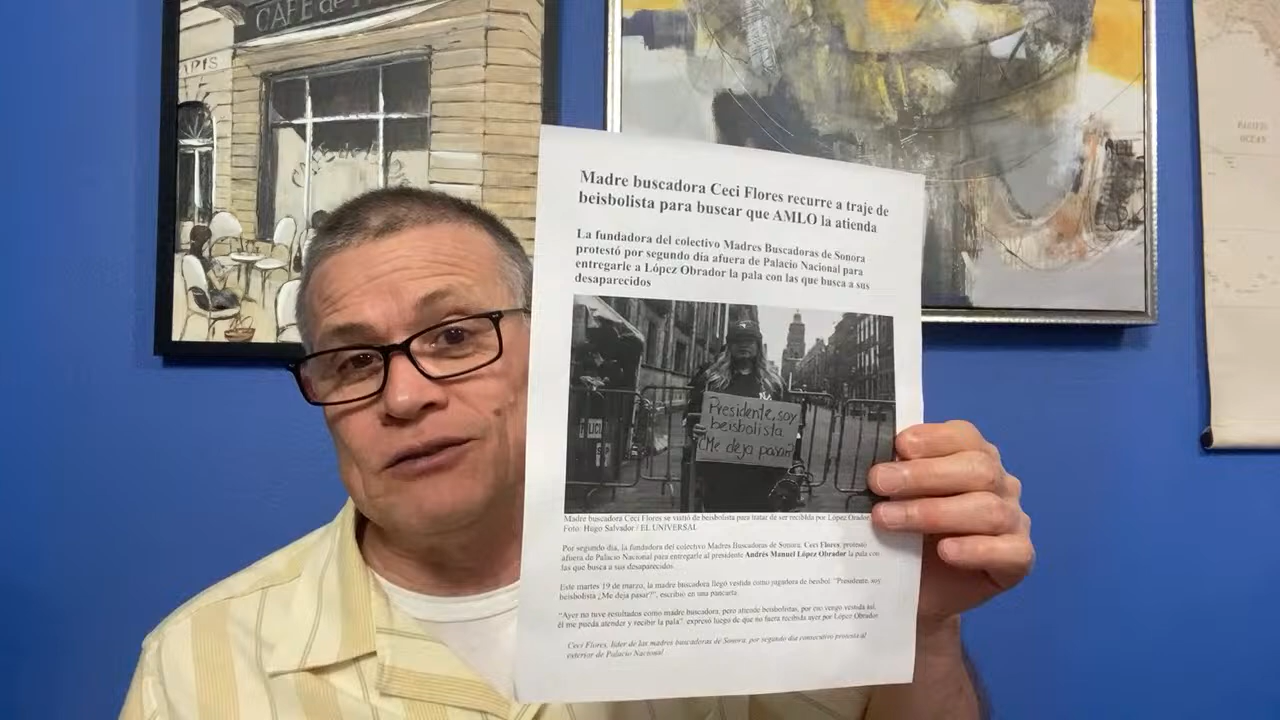 CAFE de
APIS
PACIFIC
OCEAN
Madre buscadora Ceci Flores recurre a traje de
beisbolista para buscar que AMLO la atienda
La fundadora del colectivo Madres Buscadoras de Sonora
protestó por segundo día afuera de Palacio Nacional para
entregarle a López Obrador la pala con las que busca a sus
desaparecidos
Presidente, soy
beisbolista
¿Me deja pasar?
Madre buscadora Ceci Flores se vistió de beisbolista para tratar de ser recibida por López Orador
Foto: Hugo Salvador / EL UNIVERSAL
Por segundo día, la fundadora del colectivo Madres Buscadoras de Sonora, Ceci Flores, protestó
afuera de Palacio Nacional para entregarle al presidente Andrés Manuel López Obrador la pala con
las que busca a sus desaparecidos
Este martes 19 de marzo, la madre buscadora llegó vestida como jugadora de beisbol. "Presidente, soy
beisbolista ¿Me deja pasar?", escribió en una pancarta
"Ayer no tuve resultados como madre buscadora, pero atiende beisbolistas, por eso vengo vestida así,
él me pueda atender y recibir la pala", expresó luego de que no fuera recibida ayer por López Obrador
Ceci Flores, líder de las madres buscadoras de Sonora, por segundo día consecutivo protesta al
exterior de Palacio Nacional